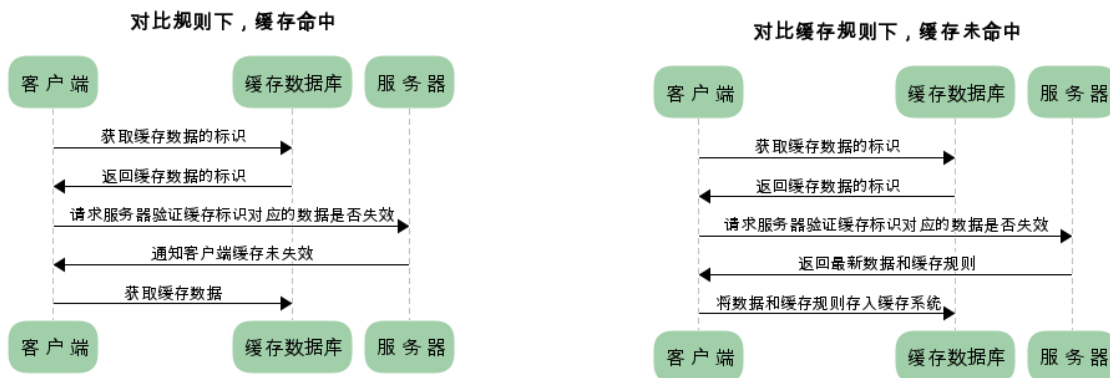 对比规则下，缓存命中
客户端
缓存数据库
服务器
获取缓存数据的标识
返回缓存数据的标识
请求服务器验证缓存标识对应的数据是否失效
通知客户端缓存未失效
获取缓存数据
客户端
缓存数据库
服务器
对比缓存规则下，缓存未命中
客户端
缓存数据库
服务器
获取缓存数据的标识
返回缓存数据的标识
请求服务器验证缓存标识对应的数据是否失效
返回最新数据和缓存规则
将数据和缓存规则存入缓存系统
客户端
缓存数据库
服务器